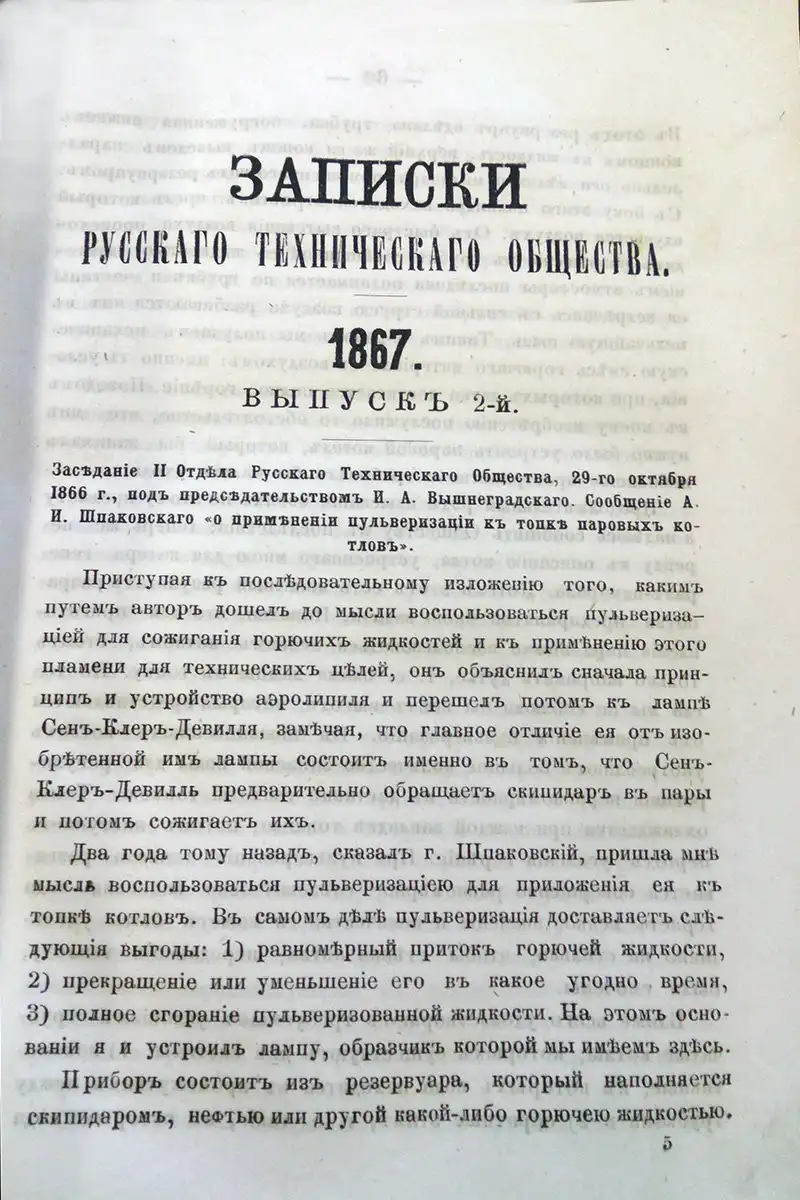 ЗАПИСКИ
РУССКАГО ТЕХНИЧЕСКАГО ОБЩЕСТВА.
1867.
ВЫПУСКЪ 2-й.
Засѣданіе II Отдѣла Русскаго Техническаго Общества, 29-го октября
1866 г., подъ предсѣдательствомъ И. А. Вышнеградскаго. Сообщеніе А.
И. Шпаковскаго «о примѣненіи пульверизаціи къ топкѣ паровыхъ ко-
тловъ».
Приступая къ послѣдовательному изложенію того, какимъ
путемъ авторъ дошелъ до мысли воспользоваться пульвериза-
ціей для сожиганія горючихъ жидкостей и къ примѣненію этого
пламени для техническихъ цѣлей, онъ объяснилъ сначала прин-
ципъ и устройство аэролипиля и перешелъ потомъ къ лампѣ
Сенъ-Клеръ-Девилля, замѣчая, что главное отличіе ея отъ изо-
брѣтенной имъ лампы состоитъ именно въ томъ, что Сенъ-
Клеръ-Девилль предварительно обращаетъ скипидаръ въ пары
и потомъ сожигаетъ ихъ.
Два года тому назадъ, сказалъ г. Шпаковскій, пришла мнѣ
мысль воспользоваться пульверизаціею для приложенія ея къ
топкѣ котловъ. Въ самомъ дѣлѣ пульверизація доставляетъ слѣ-
дующія выгоды: 1) равномѣрный притокъ горючей жидкости,
2) прекращеніе или уменьшеніе его въ какое угодно время,
3) полное сгораніе пульверизованной жидкости. На этомъ осно-
ваніи я и устроилъ лампу, образчикъ которой мы имѣемъ здѣсь.
Приборъ состоитъ изъ резервуара, который наполняется
скипидаромъ, нефтью или другой какой-либо горючею жидкостью.
5